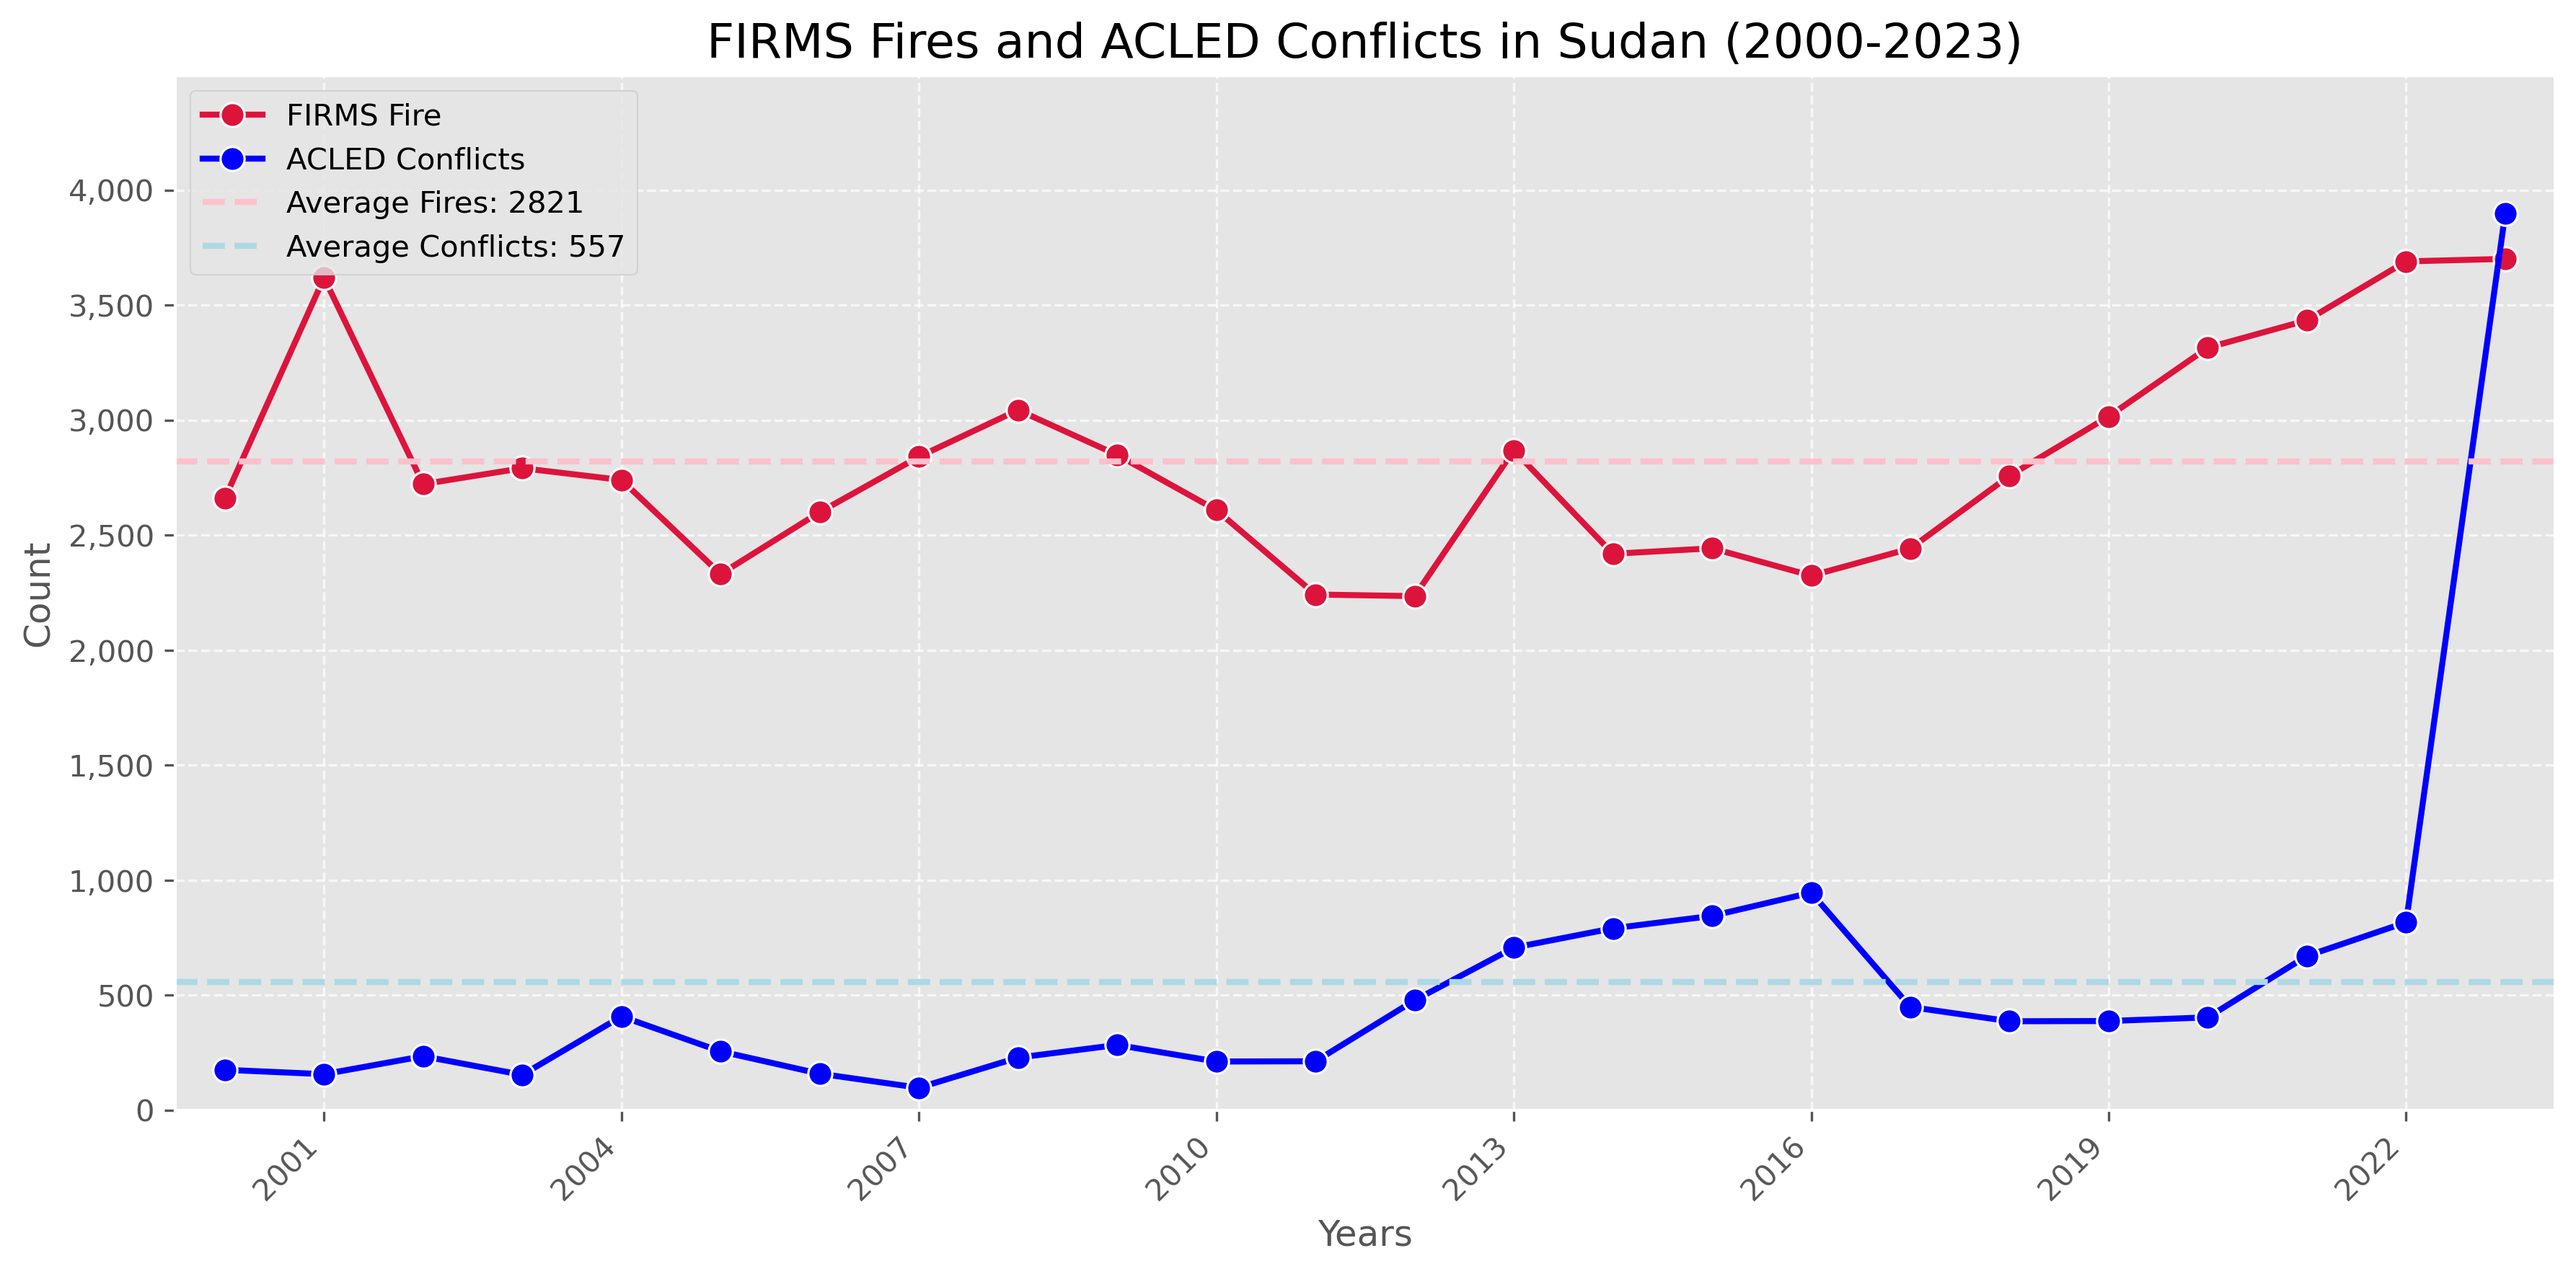 FIRMS Fires and ACLED Conflicts in Sudan (2000-2023)
FIRMS Fire
ACLED Conflicts
Average Fires: 2821
Average Conflicts: 557
4,000
3,500
3,000
2,500
2,000
1,500
1,000
500
0
Count
2001
2004
2007
2010
2013
2016
2019
2022
Years